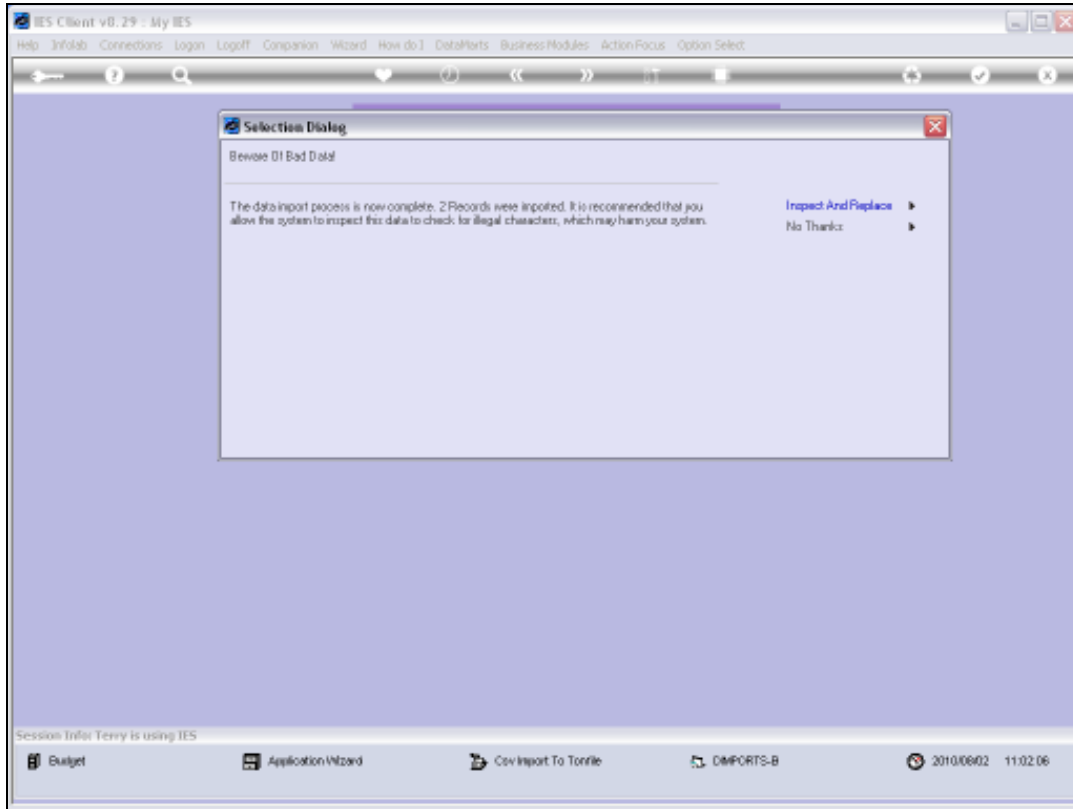 IES Client v8.29 : My IES
Help Infolab Connections Logon Logoff Companion Wizard How do I DataMarts Business Modules Action Focus Option Select
Selection Dialog
Beware Of Bad Data!
The data import process is now complete. 2 Records were imported. It is recommended that you
allow the system to inspect this data to check for illegal characters, which may harm your system.
Inspect And Replace
No Thanks
Session Info: Terry is using IES
Budget
Application Wizard
Csv Import To Tomfile
DIMPORTS-B
2010/08/02 11:02:06